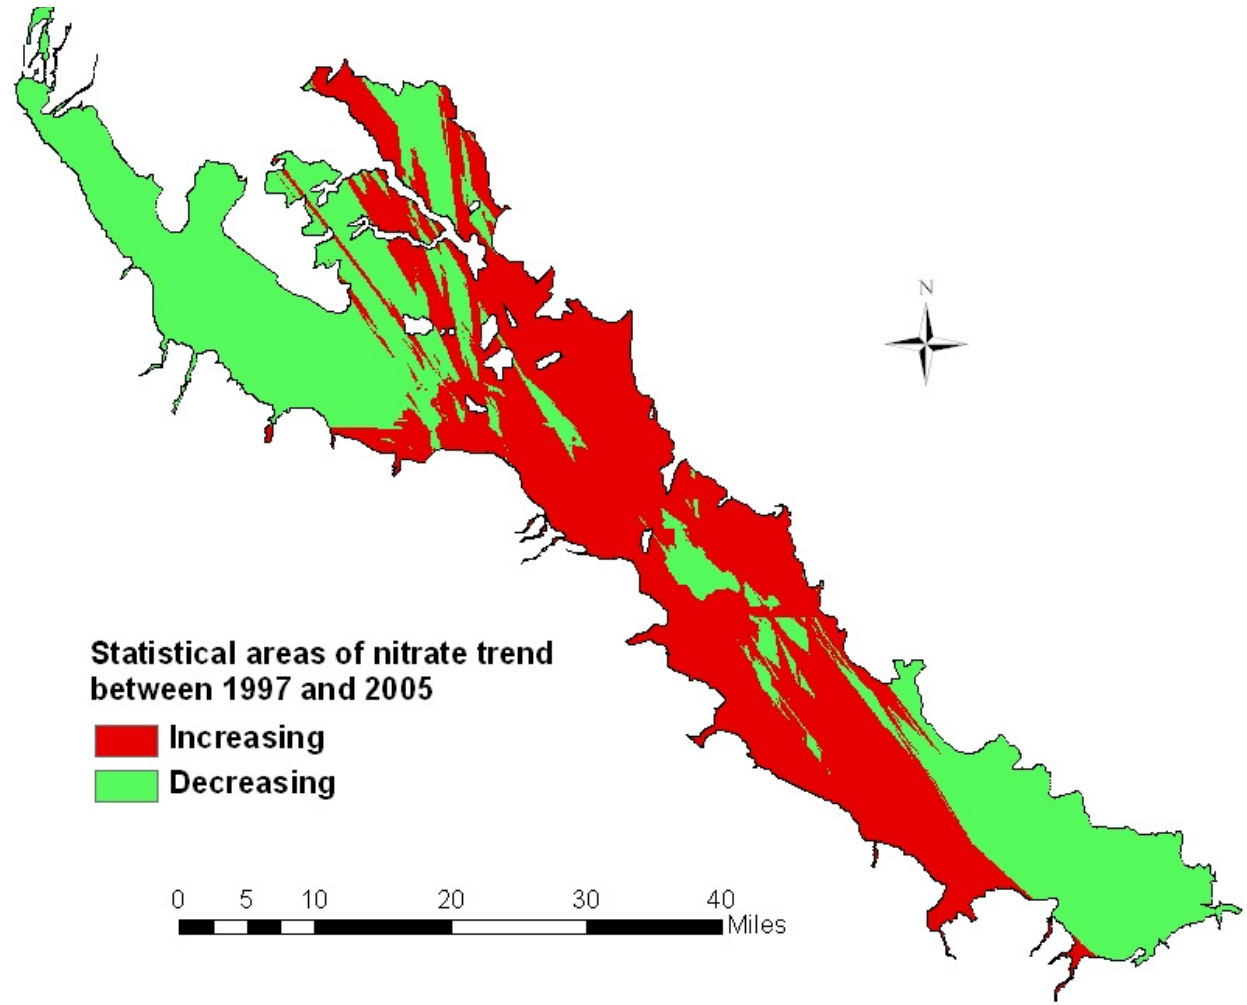 N
Statistical areas of nitrate trend
between 1997 and 2005
Increasing
Decreasing
0 5 10 20 30 40
Miles